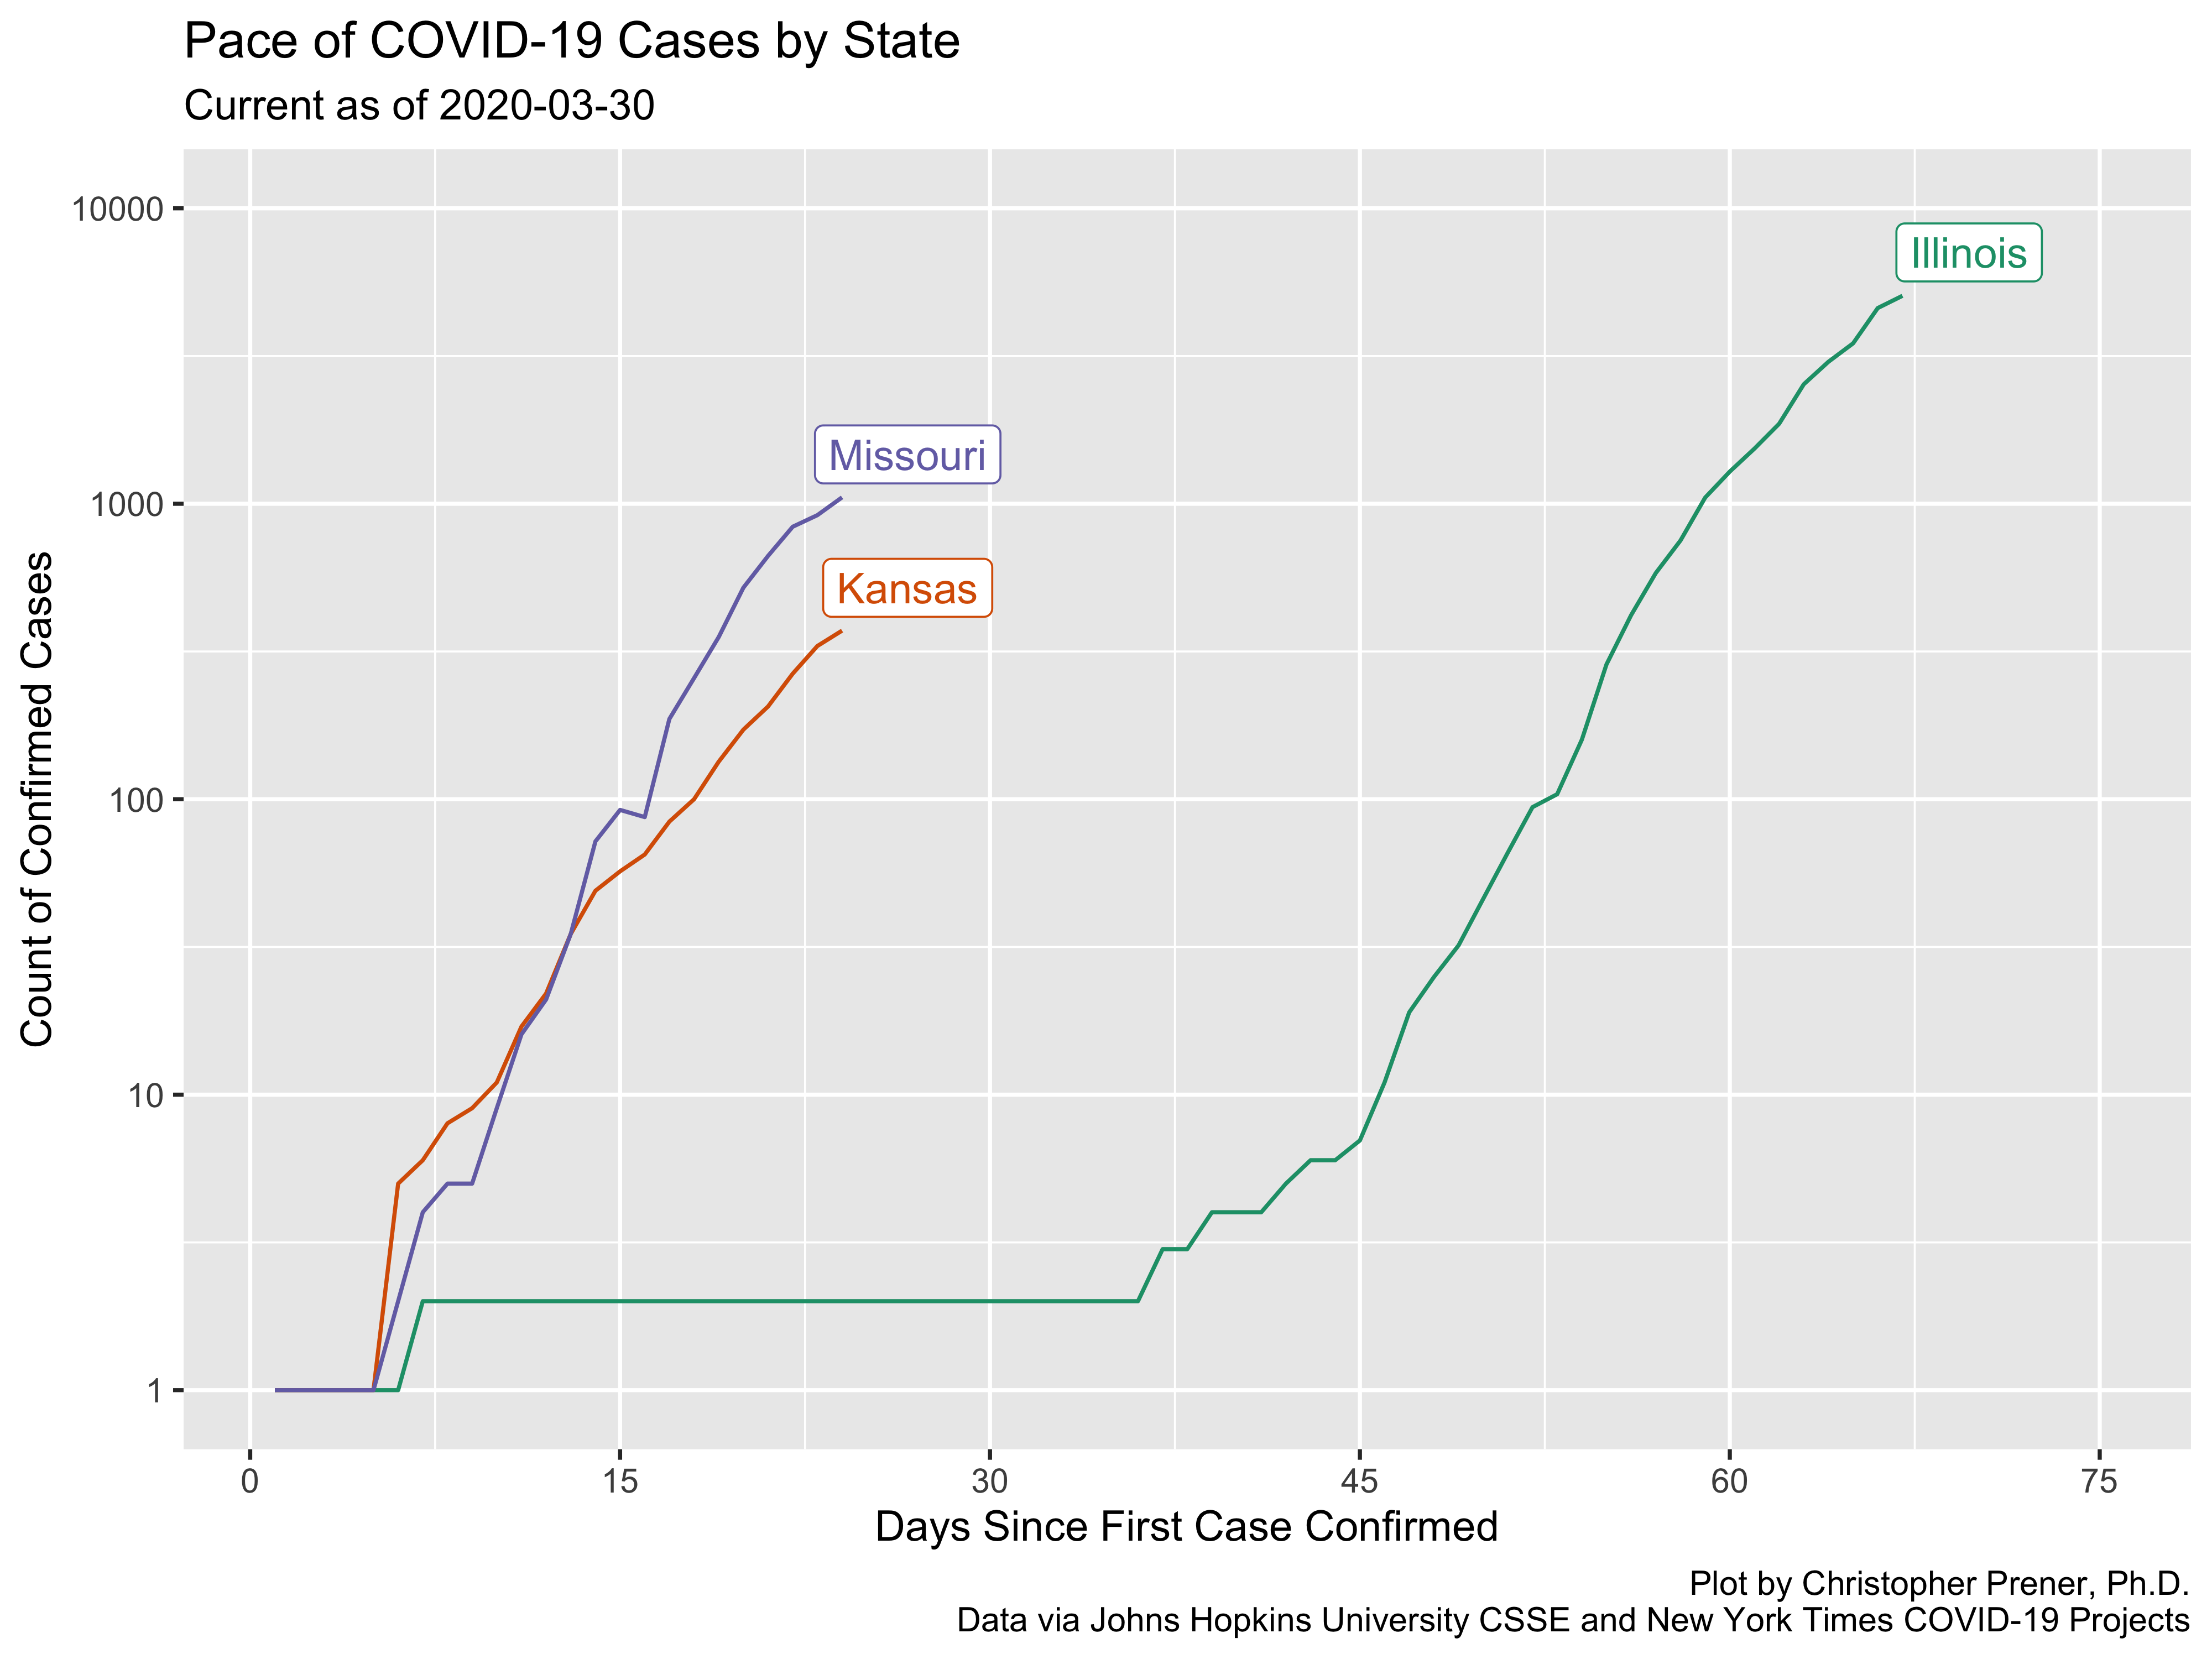 Pace of COVID-19 Cases by State
Current as of 2020-03-30
10000
1000
100
10
1
Count of Confirmed Cases
Illinois
Missouri
Kansas
0 15 30 45 60 75
Days Since First Case Confirmed
Plot by Christopher Prener, Ph.D.
Data via Johns Hopkins University CSSE and New York Times COVID-19 Projects